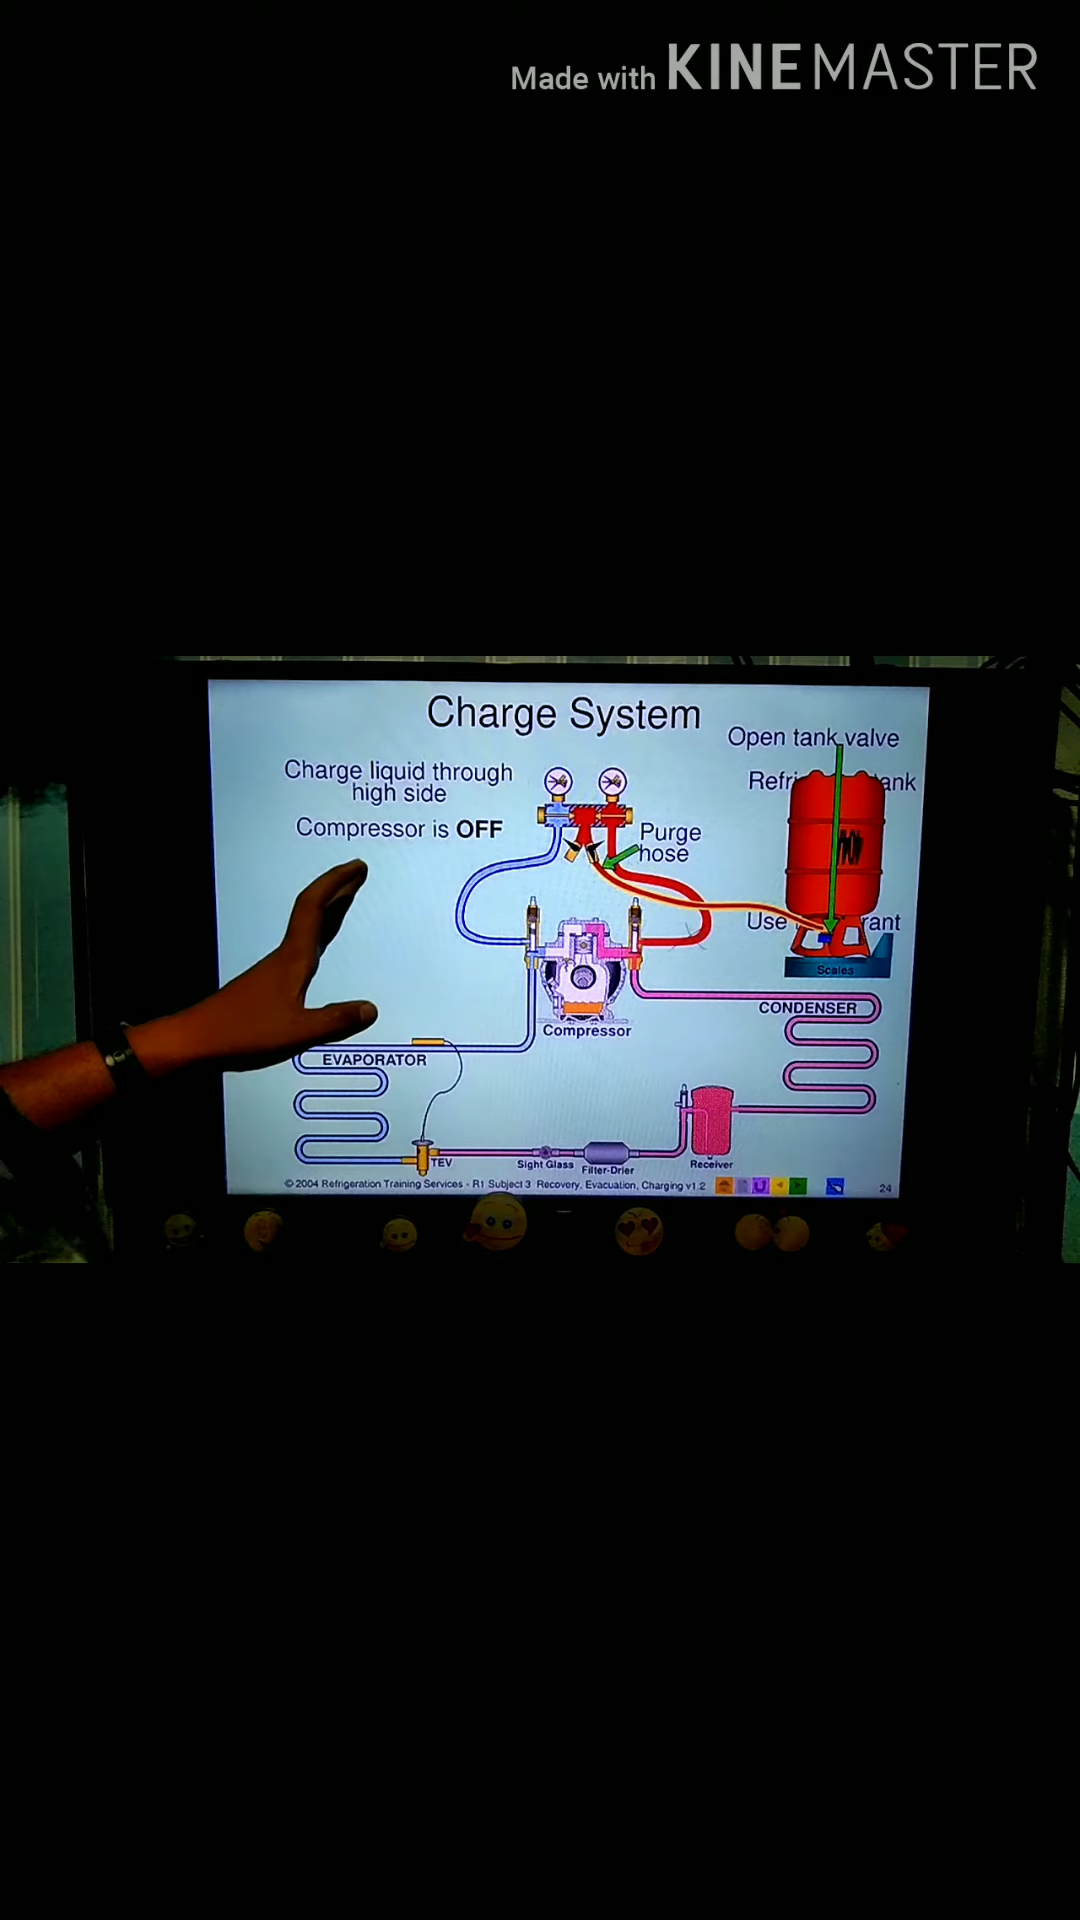 Made with KINEMASTER
Charge System
Open tank valve
Charge liquid through
high side
Compressor is OFF
Purge
hose
Use
Scales
CONDENSER
Compressor
EVAPORATOR
TEV
Sight Glass
Filter-Drier
Receiver
© 2004 Refrigeration Training Services - R1 Subject 3 Recovery, Evacuation, Charging v1.2
24